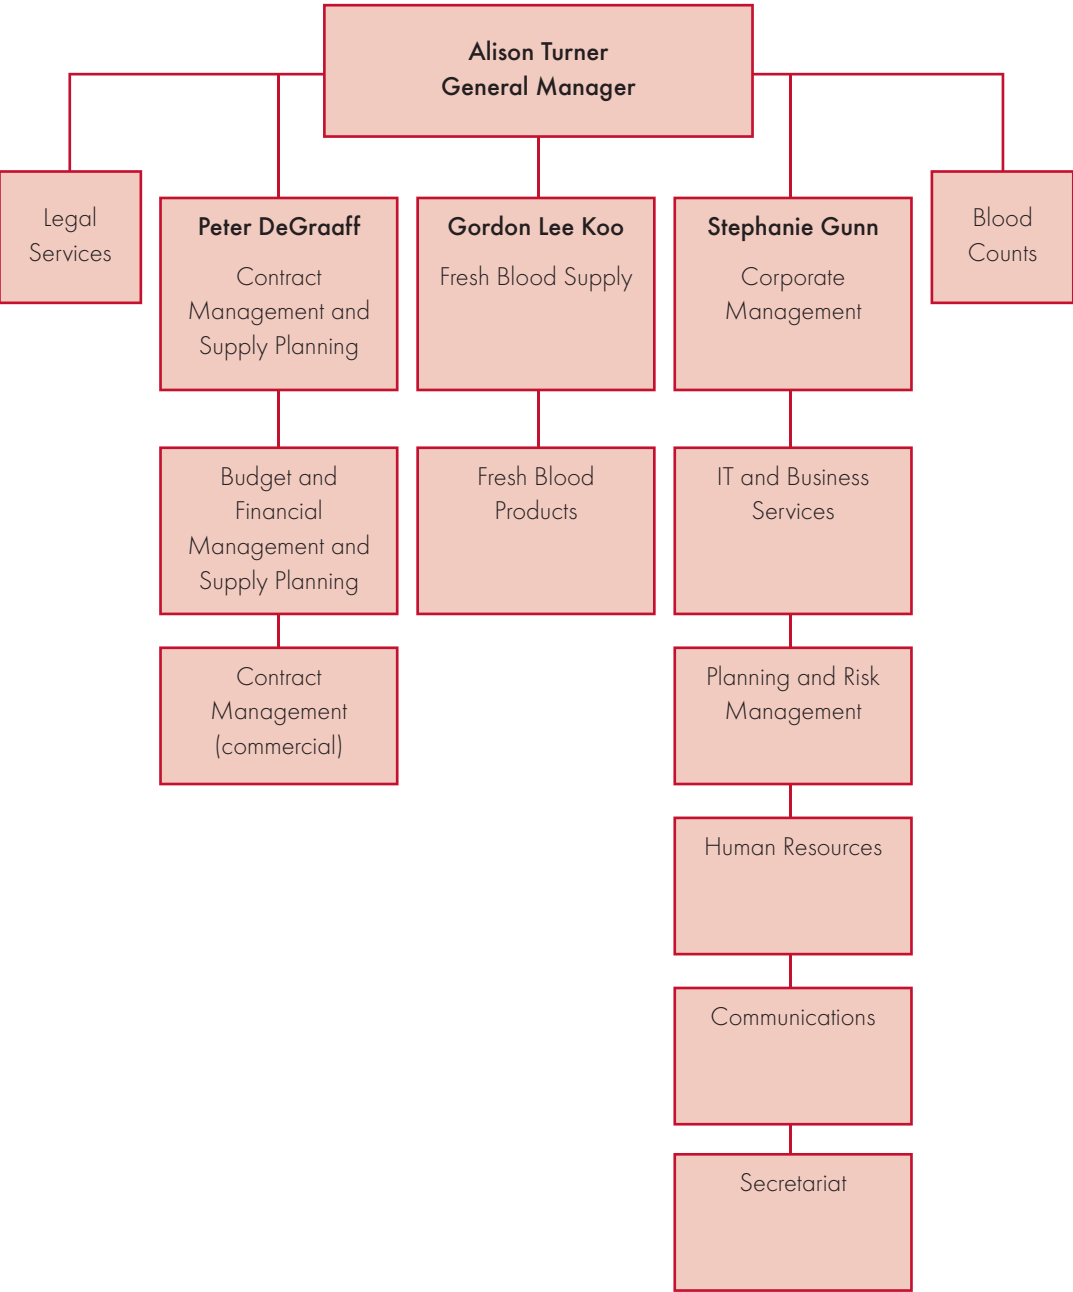 Alison Turner
General Manager
Legal
Services
Peter DeGraaff
Contract
Management and
Supply Planning
Gordon Lee Koo
Fresh Blood Supply
Stephanie Gunn
Corporate
Management
Blood
Counts
Budget and
Financial
Management and
Supply Planning
Fresh Blood
Products
IT and Business
Services
Contract
Management
(commercial)
Planning and Risk
Management
Human Resources
Communications
Secretariat